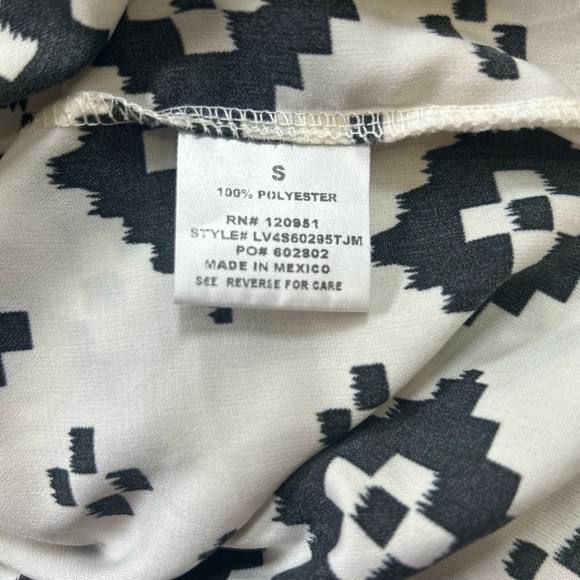 S
100% POLYESTER
RN# 120951
STYLE# LV4S60295TJM
PO# 602802
MADE IN MEXICO
SEE REVERSE FOR CARE